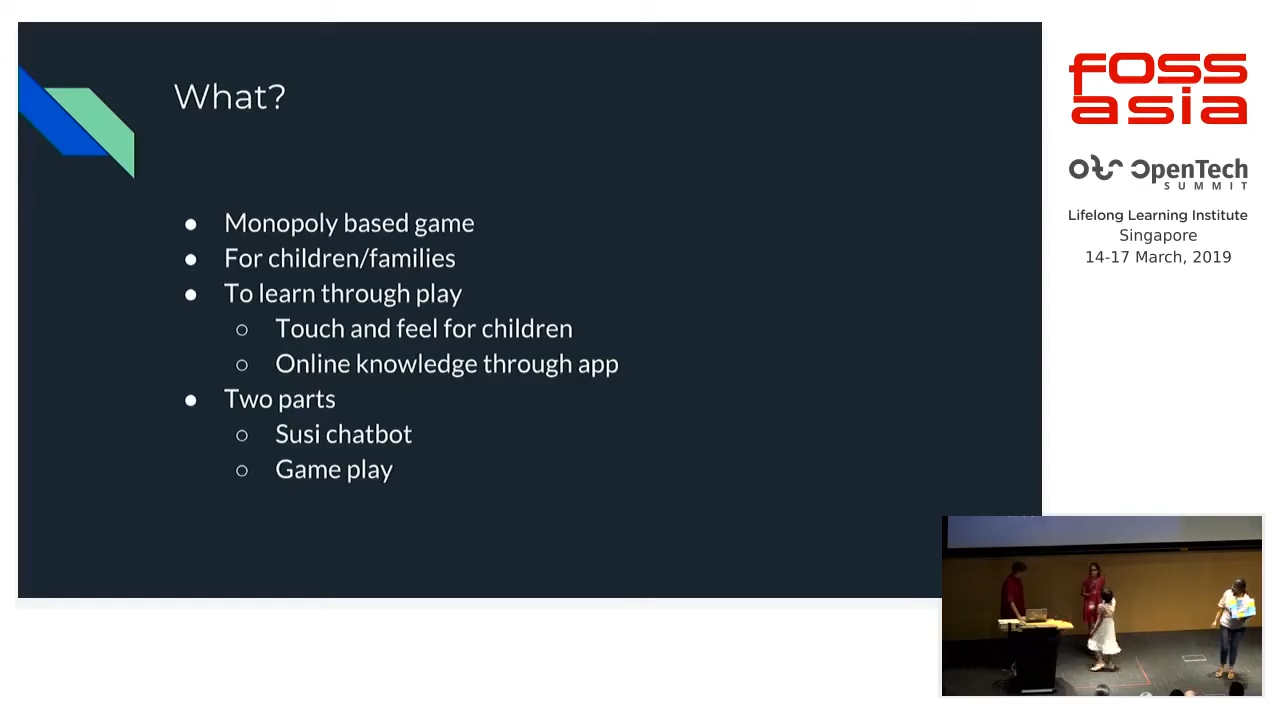 What?
● Monopoly based game
● For children/families
● To learn through play
○ Touch and feel for children
○ Online knowledge through app
● Two parts
○ Susi chatbot
○ Game play
fOSS
asia
OpenTech
SUMMIT
Lifelong Learning Institute
Singapore
14-17 March, 2019